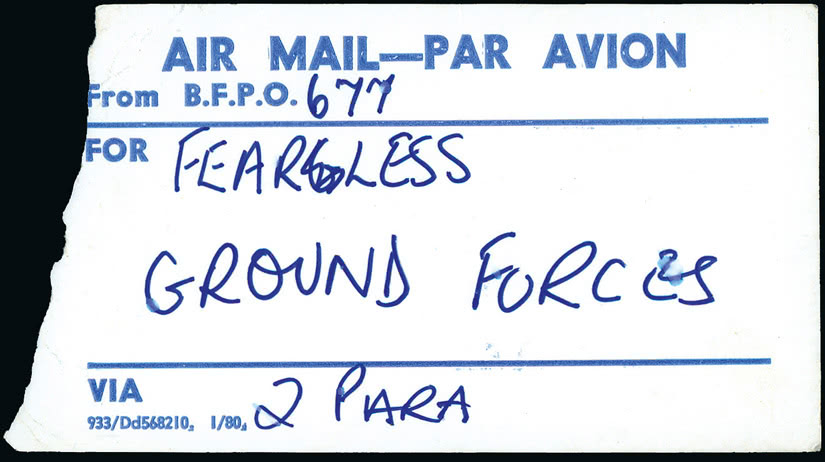 AIR MAIL—PAR AVION
From B.F.P.O. 677
FOR FEARLESS
GROUND FORCES
VIA 2 PARA
933/Dd568210, 1/80,